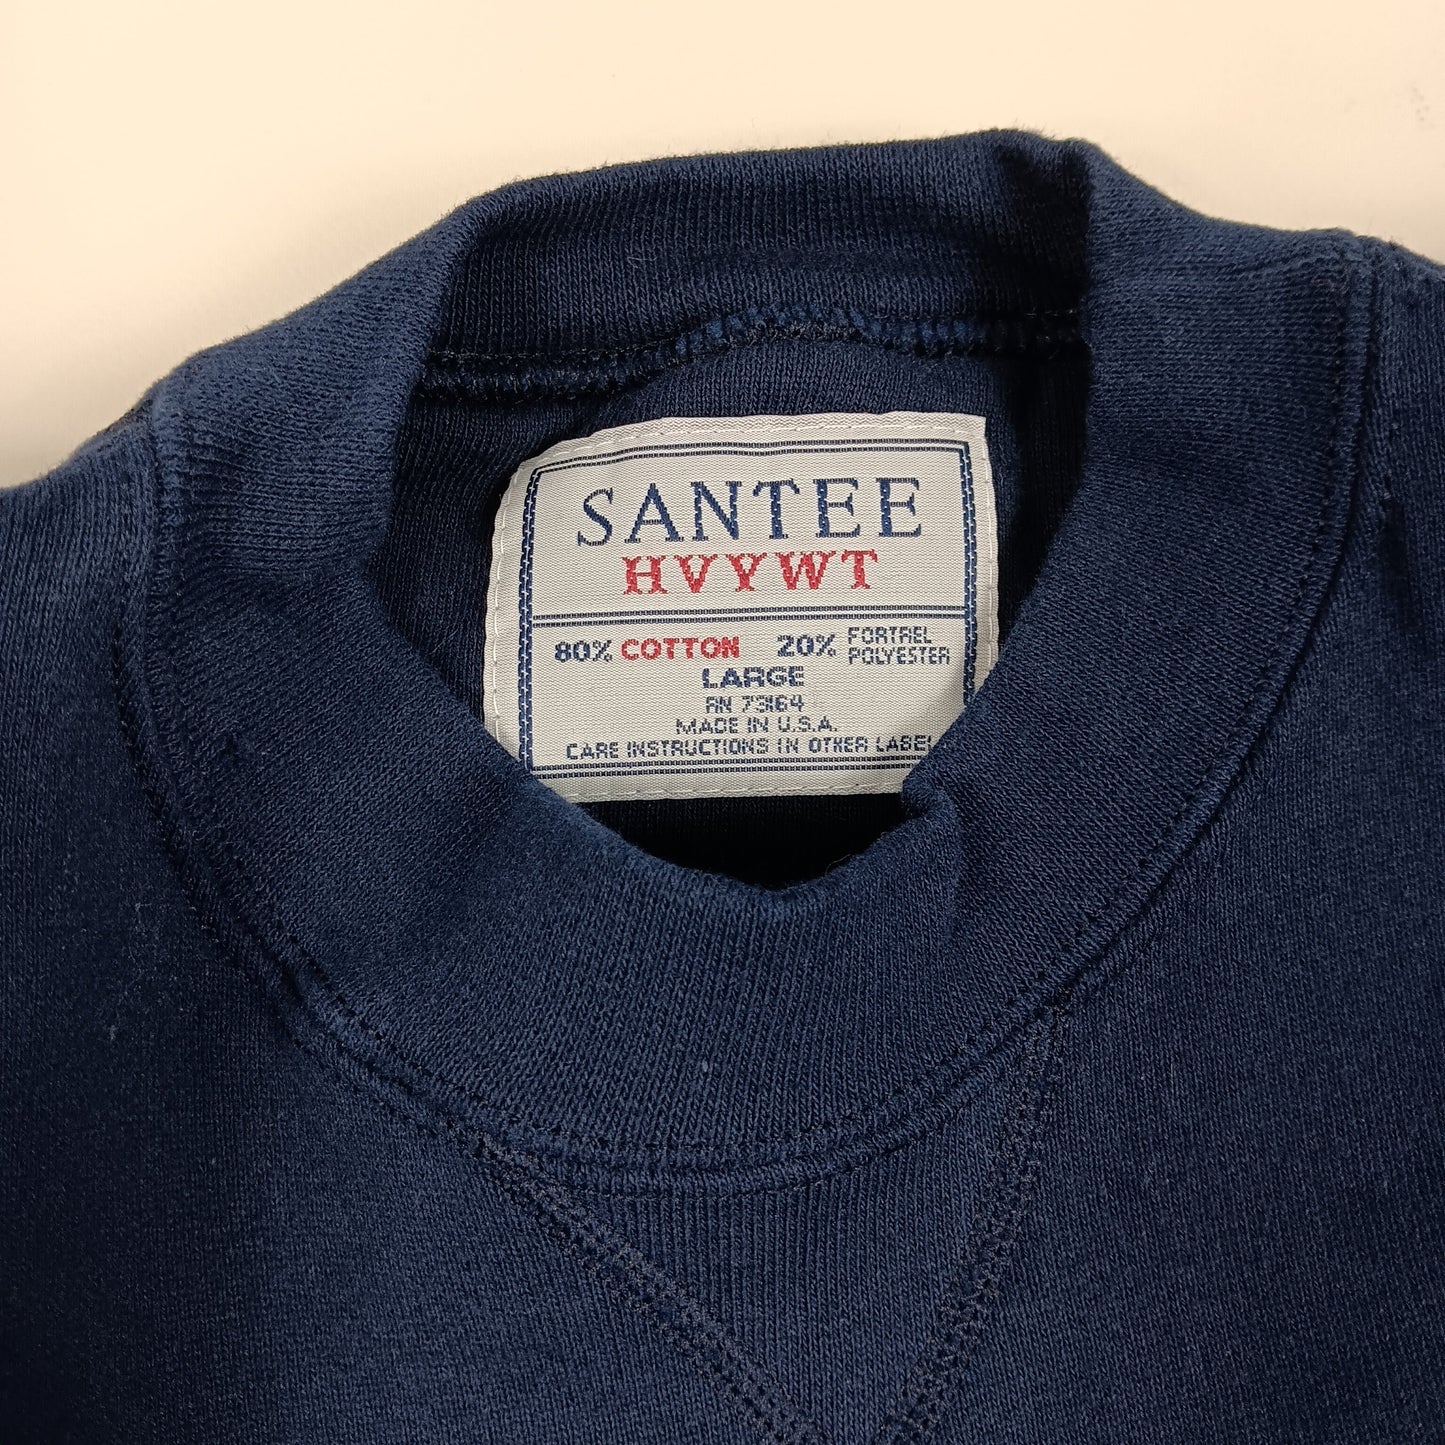 SANTEE
HVYWT
80% COTTON 20% FORTREL POLYESTER
LARGE
RN 73164
MADE IN U.S.A.
CARE INSTRUCTIONS IN OTHER LABEL